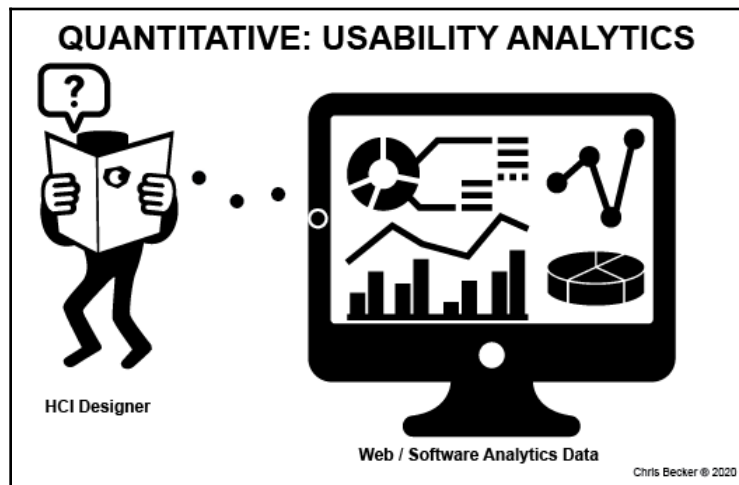 QUANTITATIVE: USABILITY ANALYTICS
?
HCI Designer
Web / Software Analytics Data
Chris Becker ® 2020